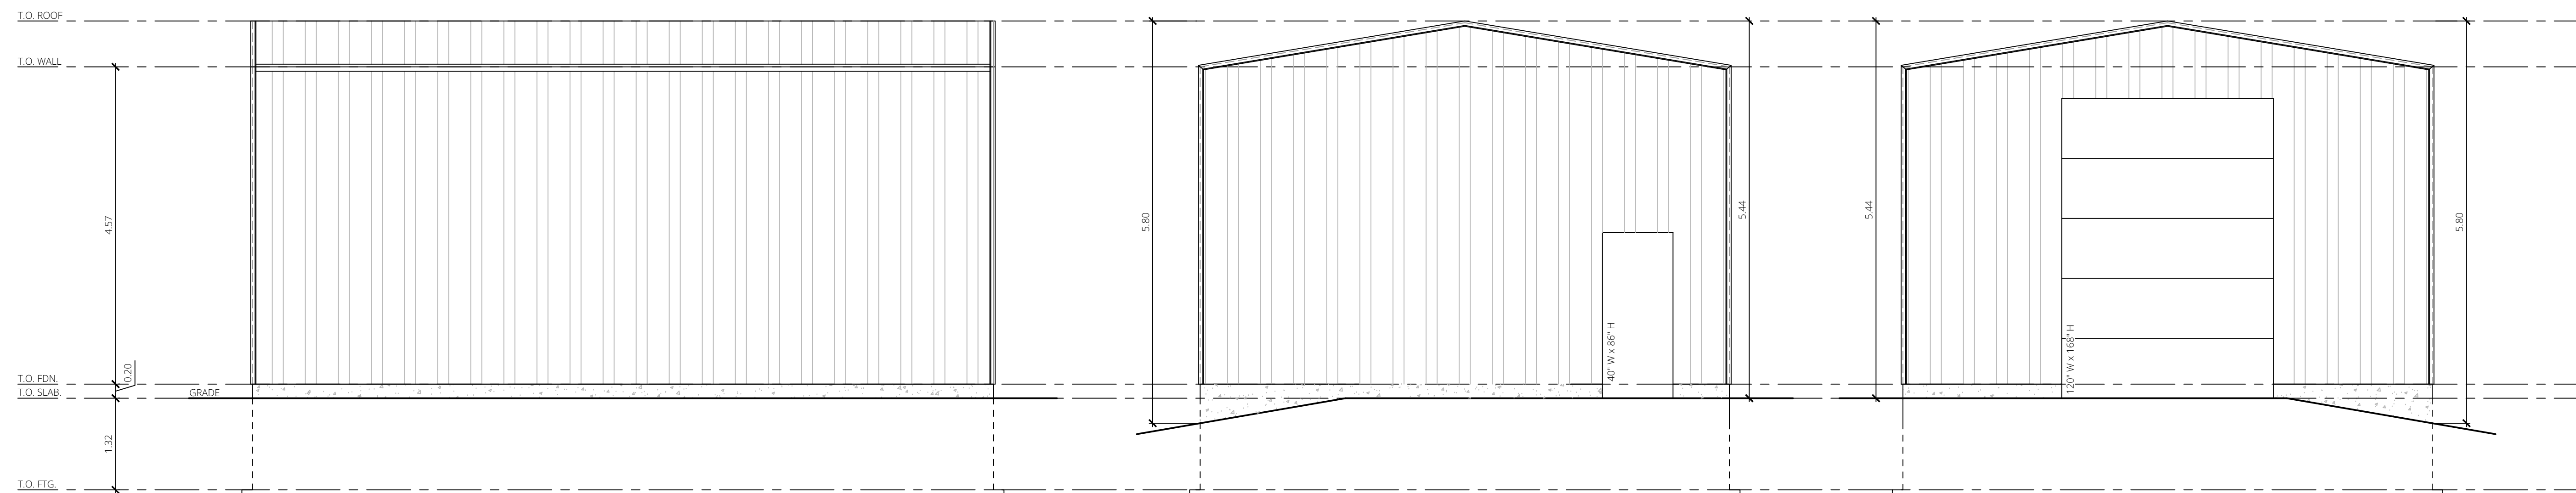 T.O. ROOF
T.O. WALL
4.57
T.O. FDN.
0.20
T.O. SLAB.
GRADE
1.32
T.O. FTG.
5.80
5.44
40" W x 86" H
5.44
5.80
120" W x 168" H